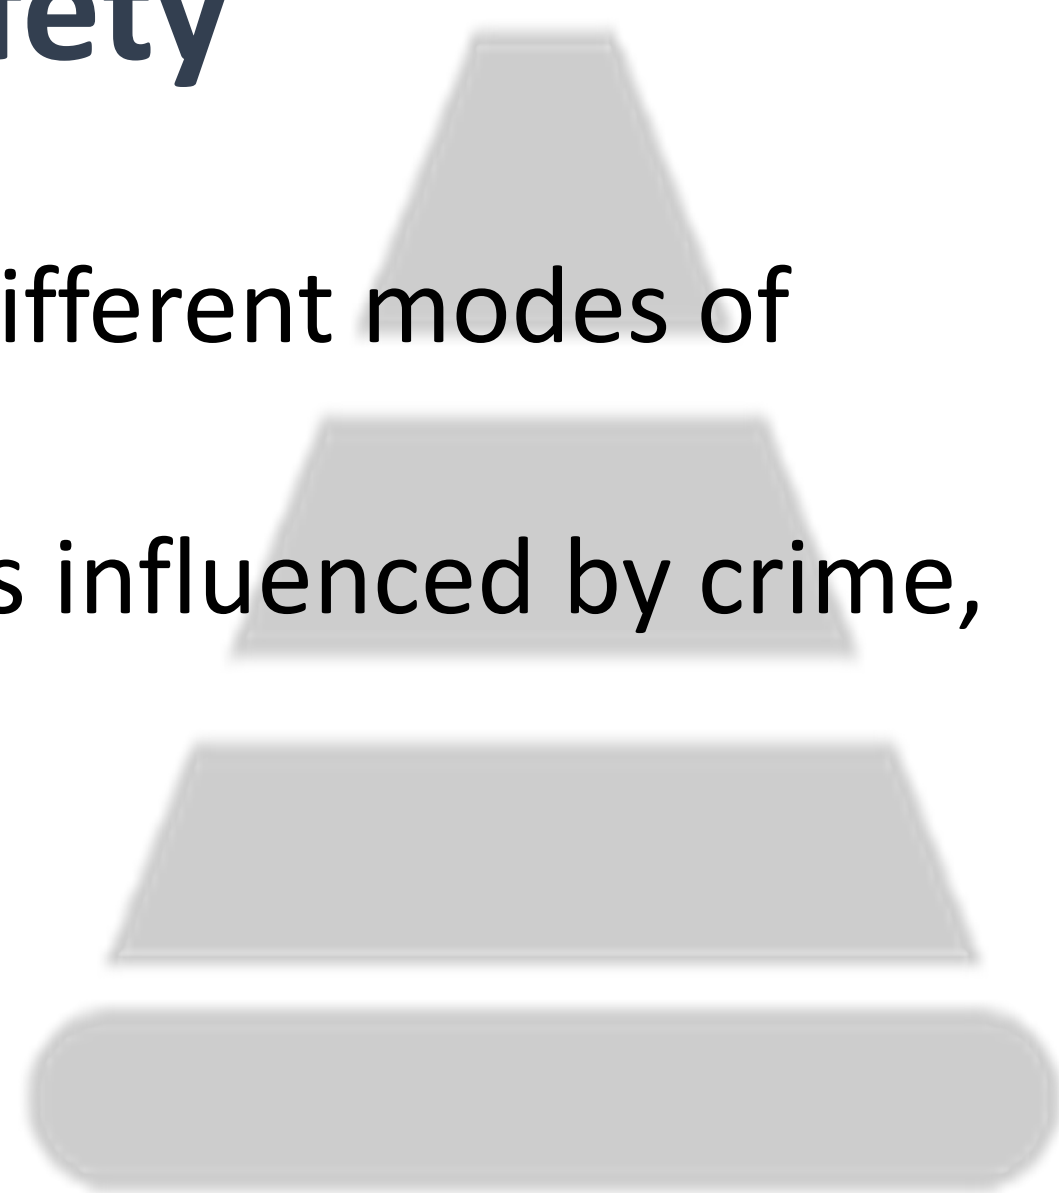 fety
ifferent modes of
s influenced by crime,